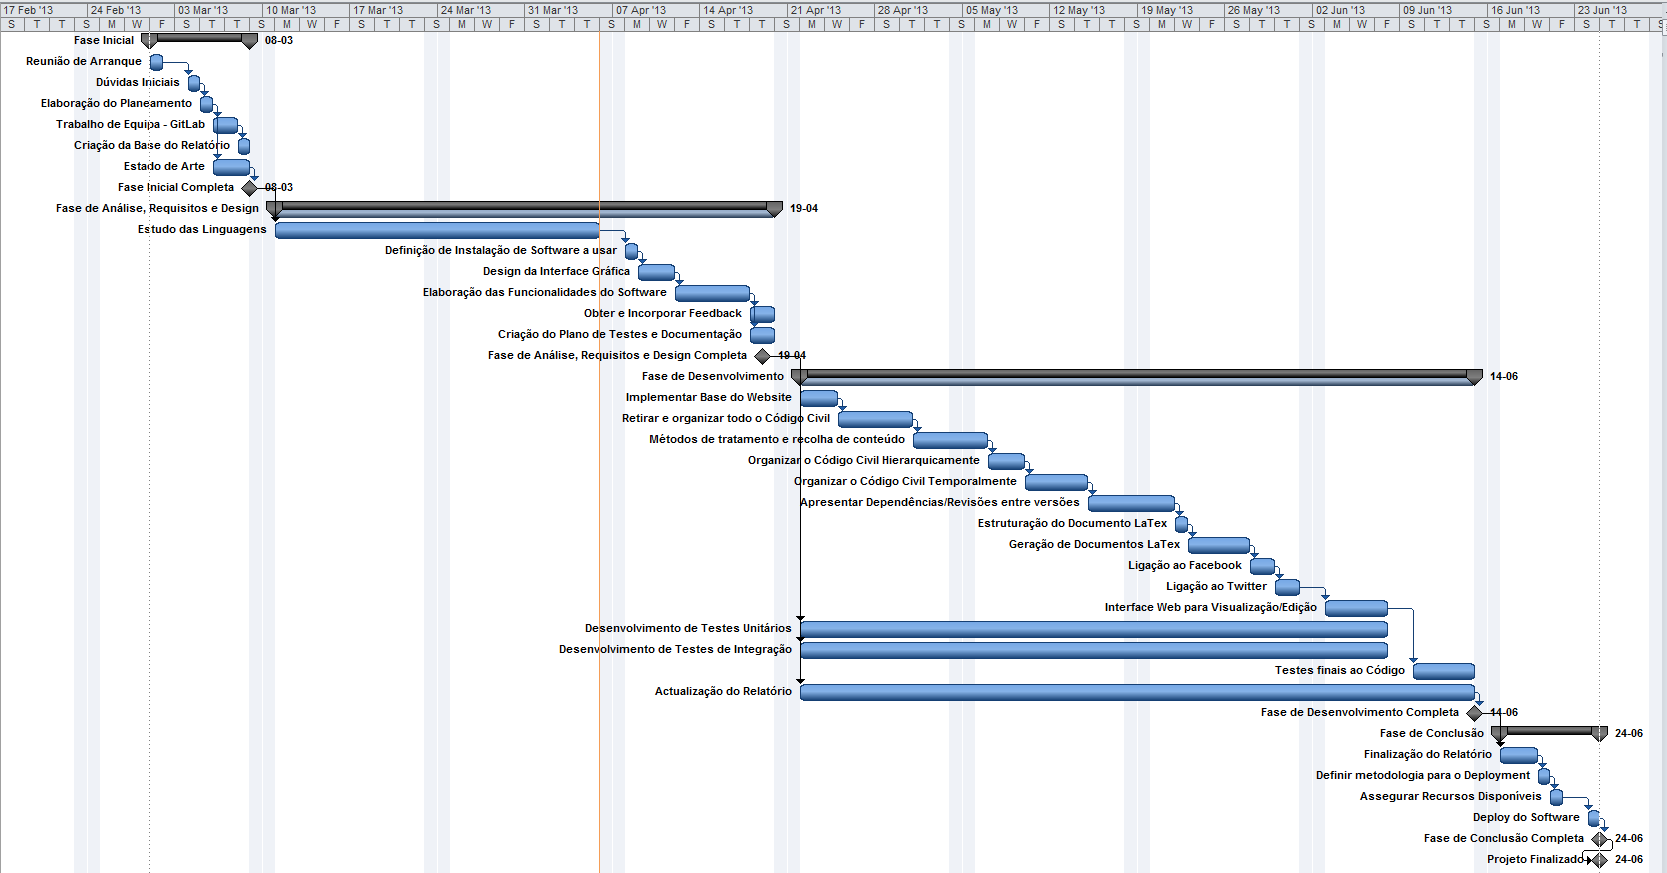 17 Feb '13 24 Feb '13 03 Mar '13 10 Mar '13 17 Mar '13 24 Mar '13 31 Mar '13 07 Apr '13 14 Apr '13 21 Apr '13 28 Apr '13 05 May '13 12 May '13 19 May '13 26 May '13 02 Jun '13 09 Jun '13 16 Jun '13 23 Jun '13
S T T S M W F S T T S M W F S T T S M W F S T T S M W F S T T S M W F S T T S M W F S T T S M W F S T T S M W F S T T S M W F S T T S
Fase Inicial 08-03
Reunião de Arranque
Dúvidas Iniciais
Elaboração do Planeamento
Trabalho de Equipa - GitLab
Criação da Base do Relatório
Estado de Arte
Fase Inicial Completa 08-03
Fase de Análise, Requisitos e Design 19-04
Estudo das Linguagens
Definição de Instalação de Software a usar
Design da Interface Gráfica
Elaboração das Funcionalidades do Software
Obter e Incorporar Feedback
Criação do Plano de Testes e Documentação
Fase de Análise, Requisitos e Design Completa 19-04
Fase de Desenvolvimento 14-06
Implementar Base do Website
Retirar e organizar todo o Código Civil
Métodos de tratamento e recolha de conteúdo
Organizar o Código Civil Hierarquicamente
Organizar o Código Civil Temporalmente
Apresentar Dependências/Revisões entre versões
Estruturação do Documento LaTex
Geração de Documentos LaTex
Ligação ao Facebook
Ligação ao Twitter
Interface Web para Visualização/Edição
Desenvolvimento de Testes Unitários
Desenvolvimento de Testes de Integração
Testes finais ao Código
Actualização do Relatório
Fase de Desenvolvimento Completa 14-06
Fase de Conclusão 24-06
Finalização do Relatório
Definir metodologia para o Deployment
Assegurar Recursos Disponíveis
Deploy do Software
Fase de Conclusão Completa 24-06
Projeto Finalizado 24-06